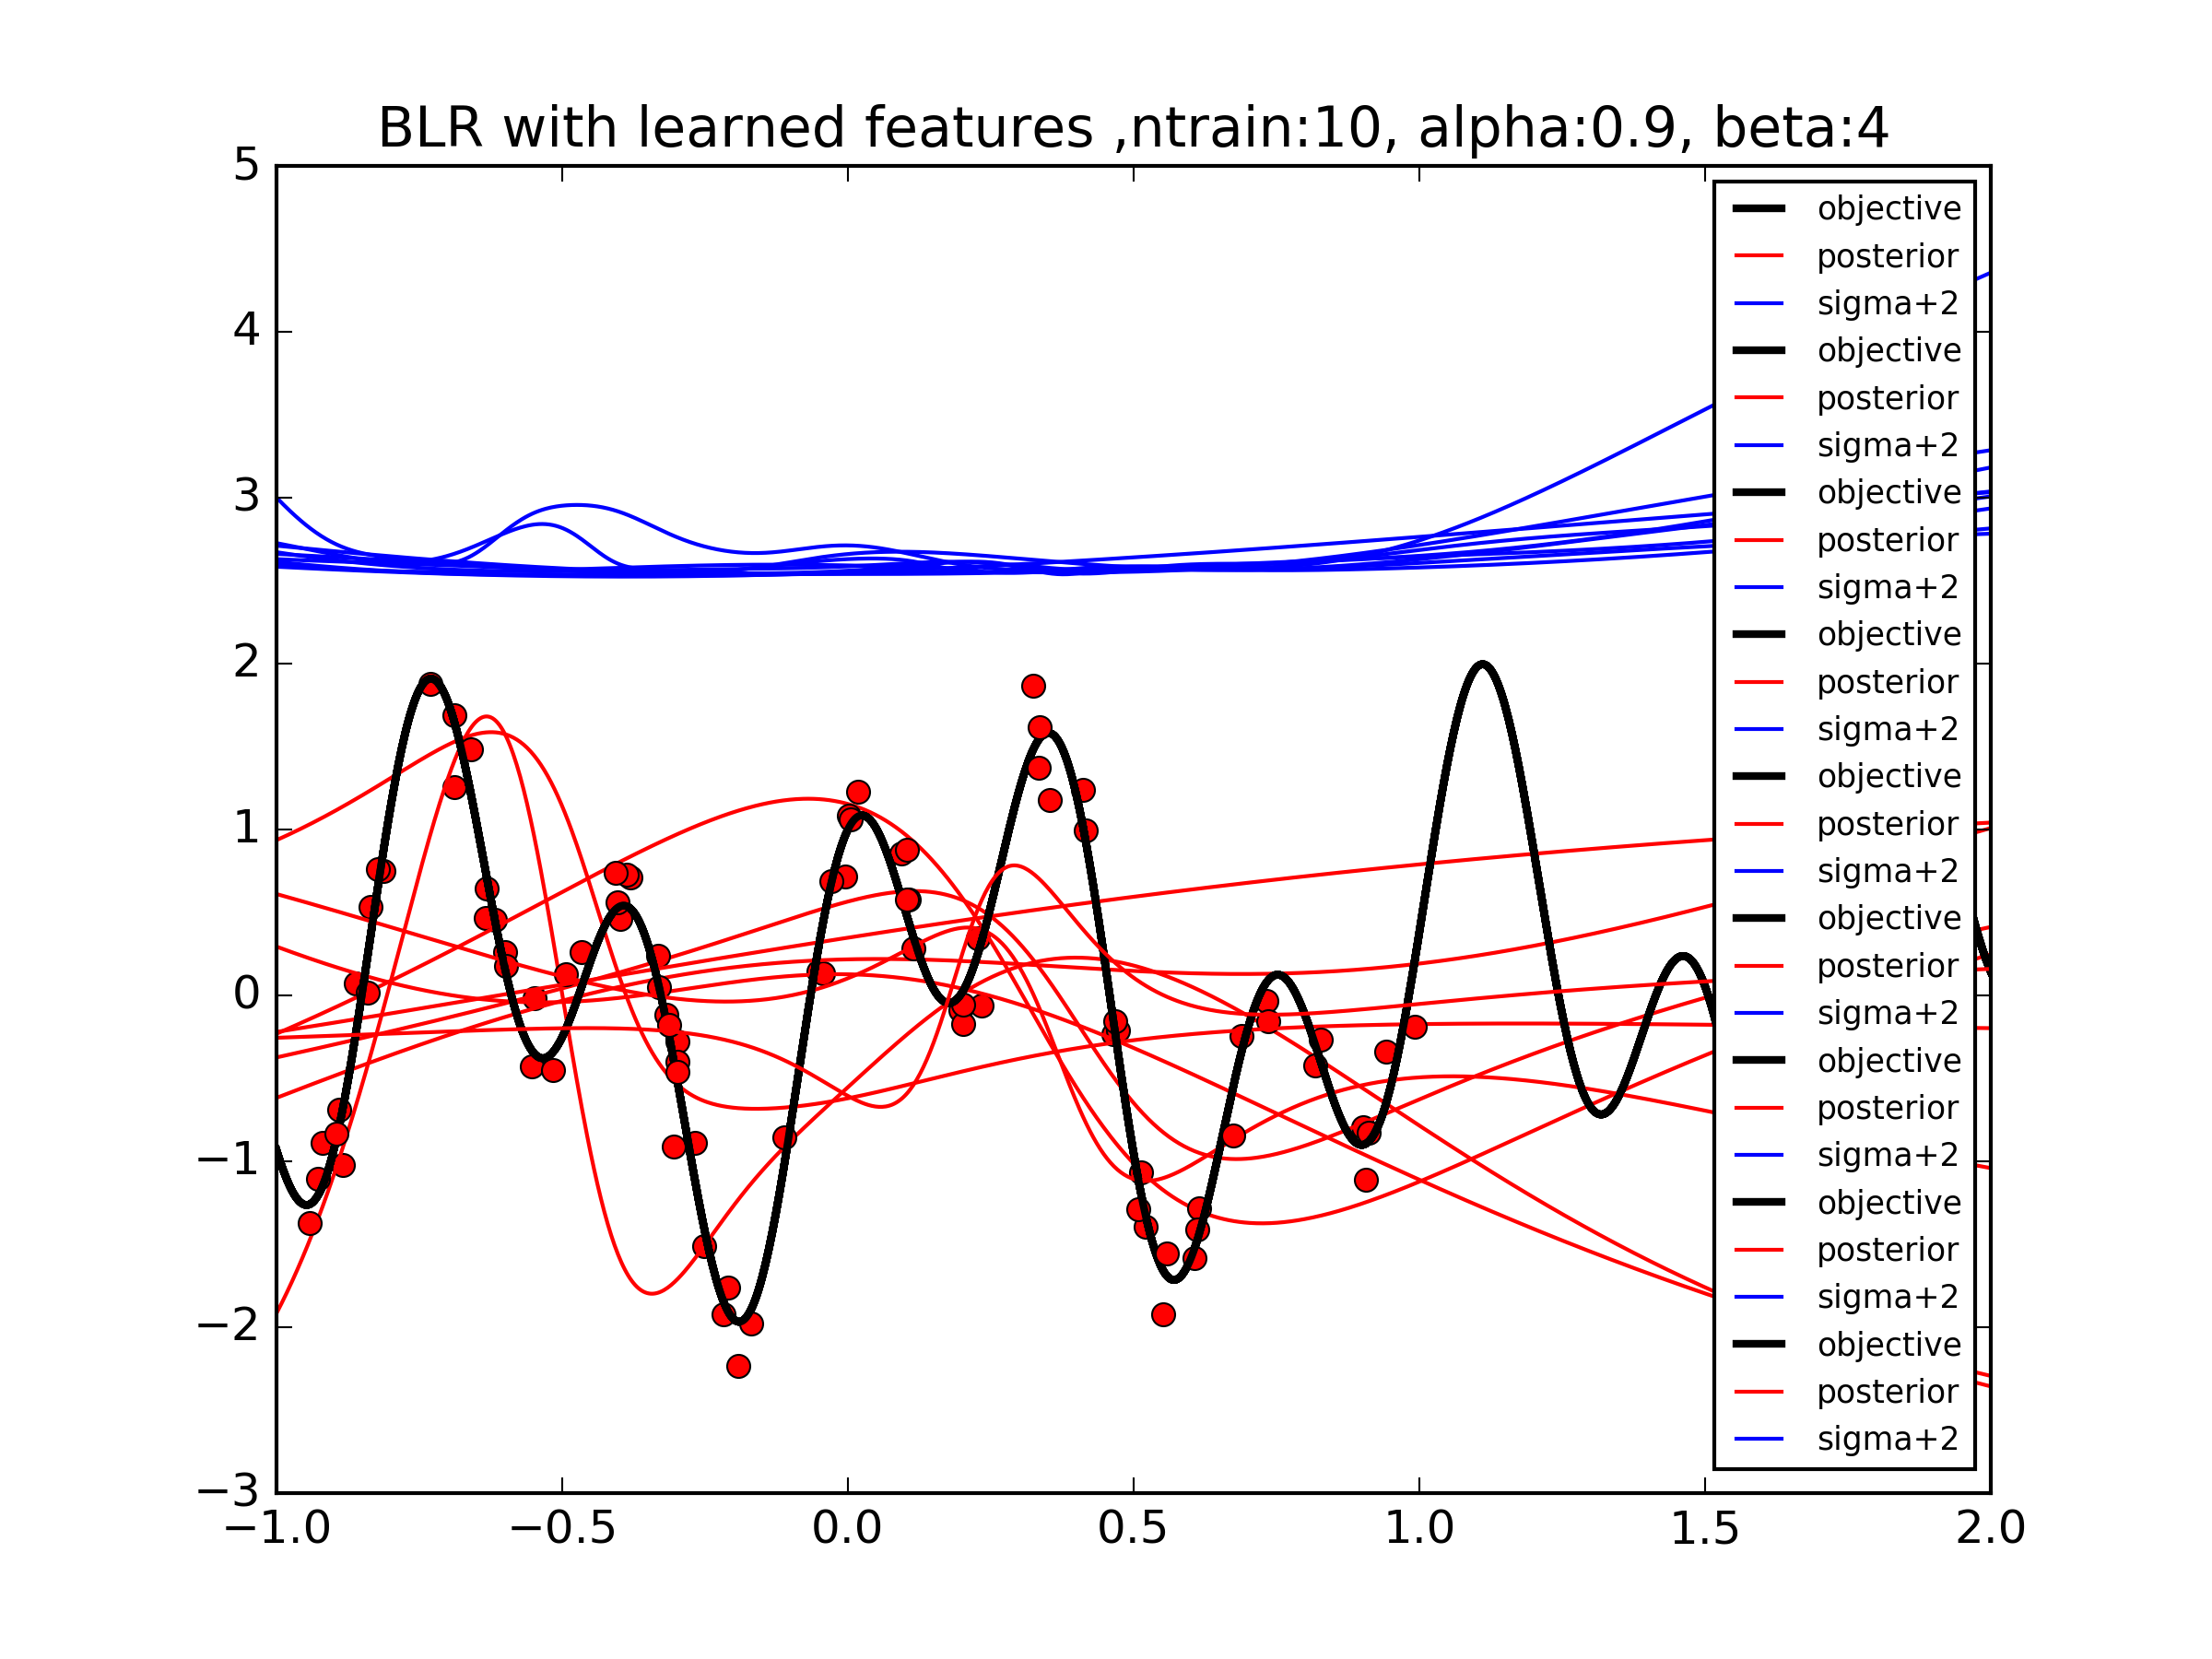 BLR with learned features ,ntrain:10, alpha:0.9, beta:4
5
4
3
2
1
0
−1
−2
−3
−1.0 −0.5 0.0 0.5 1.0 1.5 2.0
objective
posterior
sigma+2
objective
posterior
sigma+2
objective
posterior
sigma+2
objective
posterior
sigma+2
objective
posterior
sigma+2
objective
posterior
sigma+2
objective
posterior
sigma+2
objective
posterior
sigma+2
objective
posterior
sigma+2